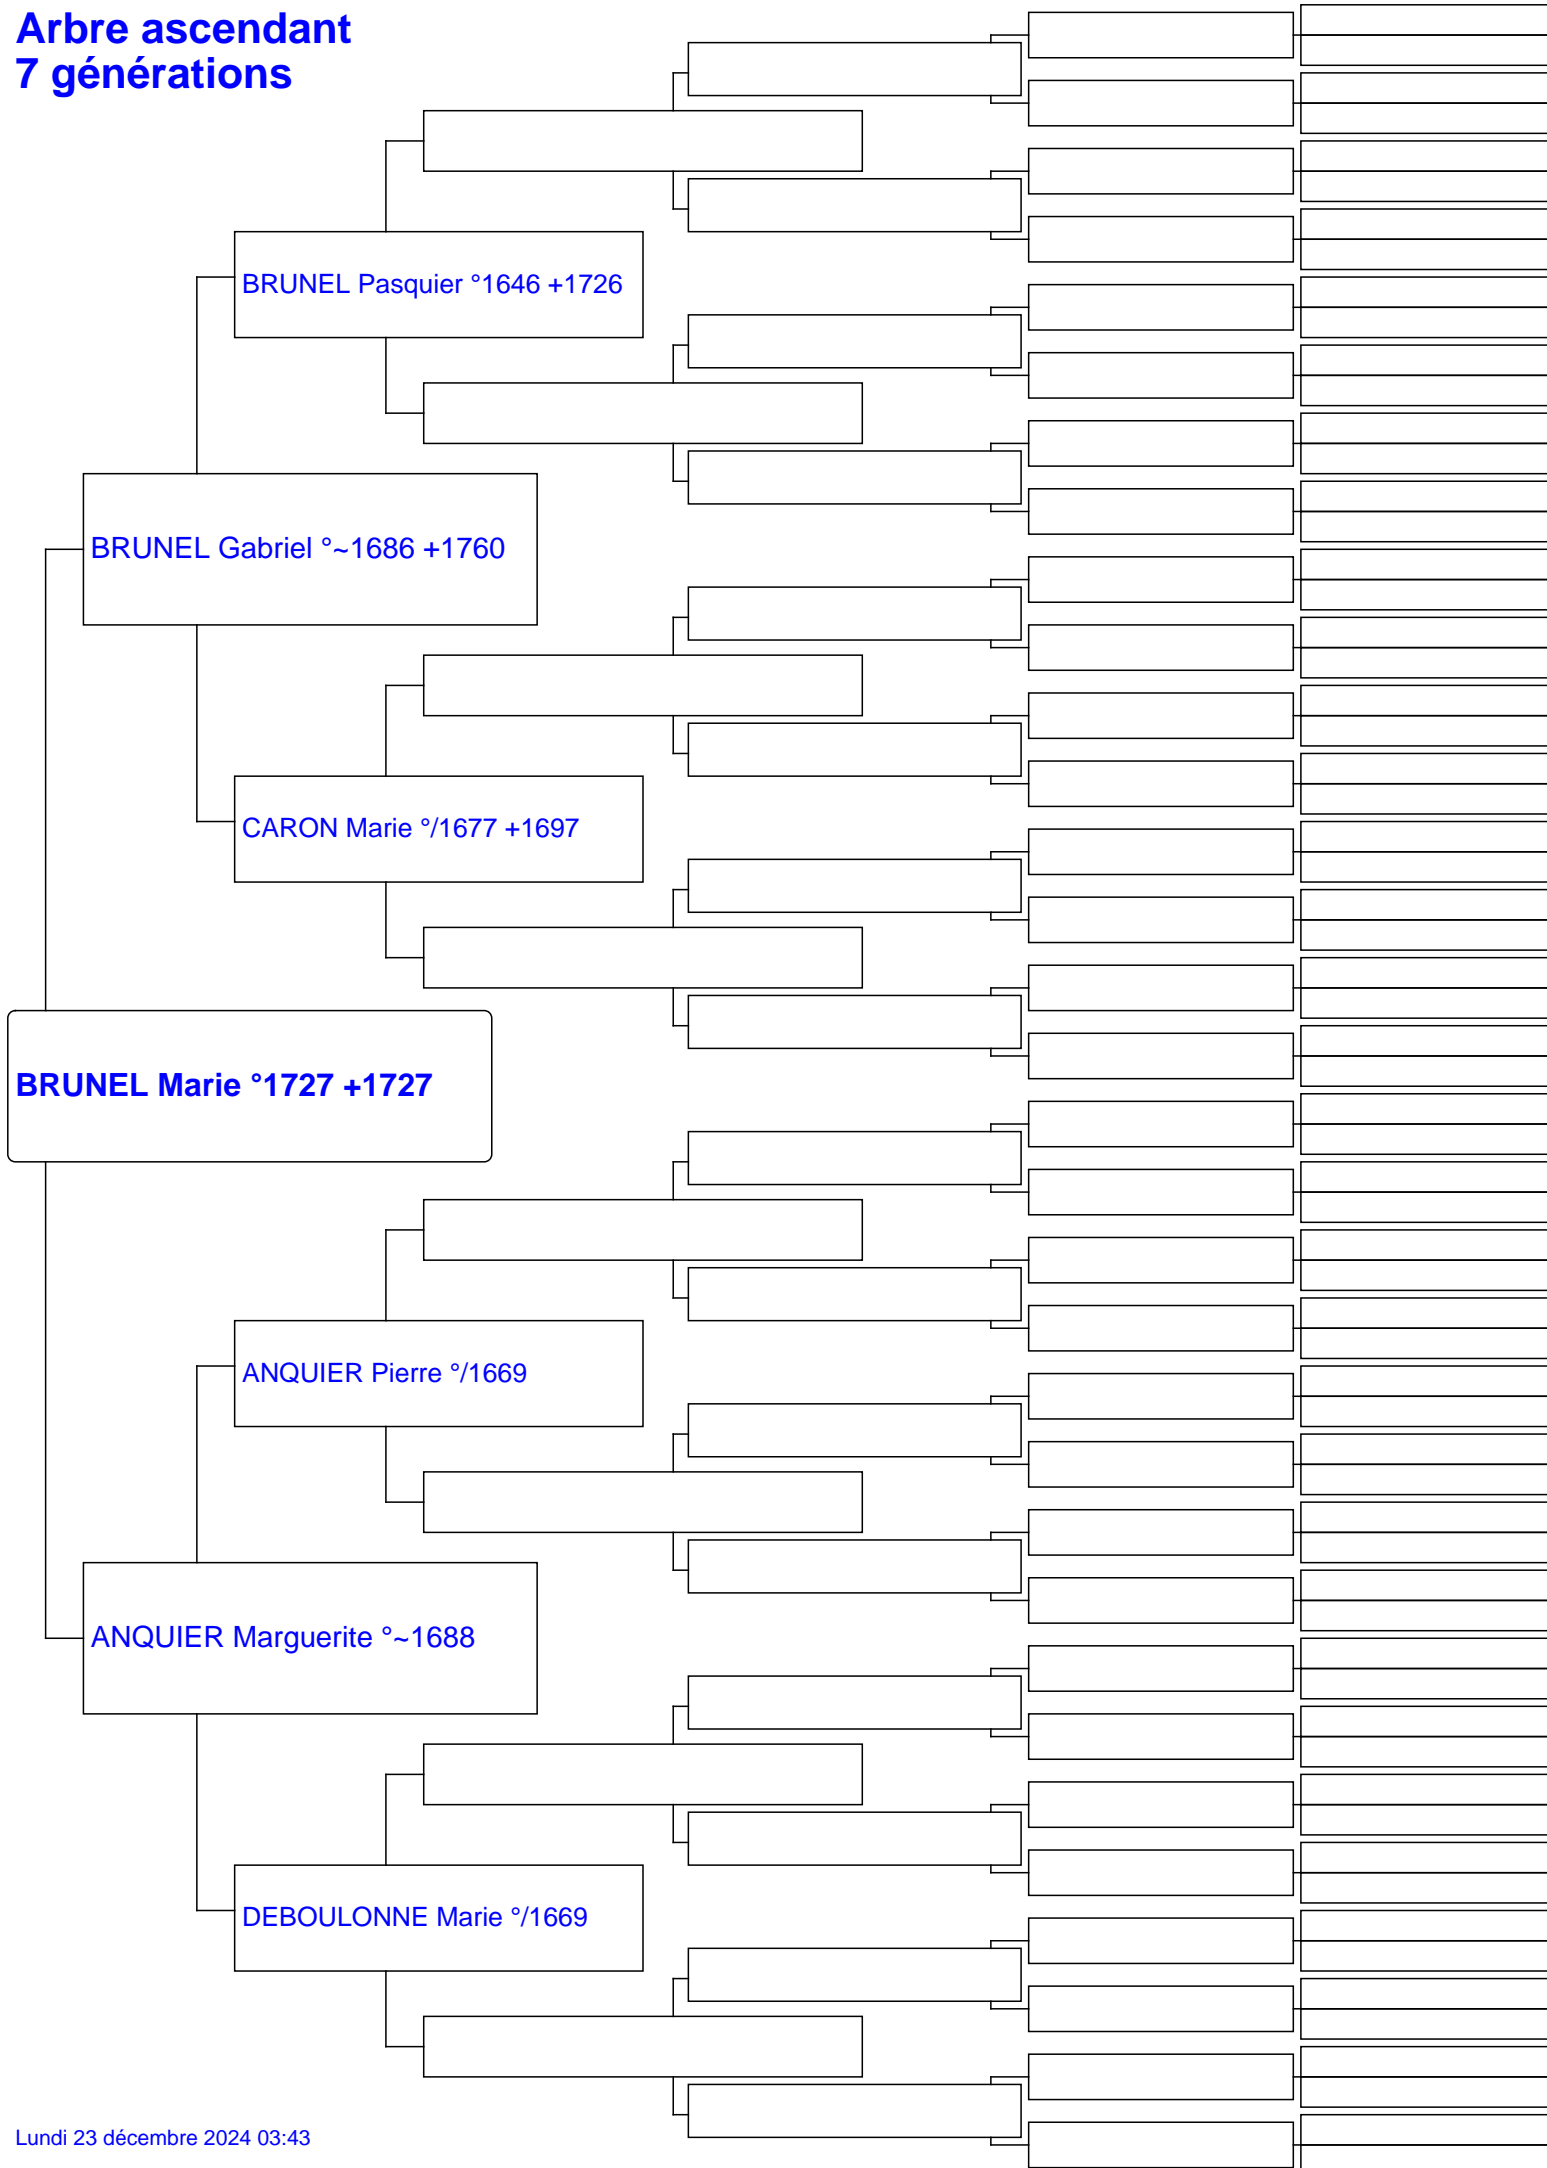 Arbre ascendant
7 générations
BRUNEL Pasquier °1646 +1726
BRUNEL Gabriel °~1686 +1760
CARON Marie °/1677 +1697
BRUNEL Marie °1727 +1727
ANQUIER Pierre °/1669
ANQUIER Marguerite °~1688
DEBOULONNE Marie °/1669
Lundi 23 décembre 2024 03:43